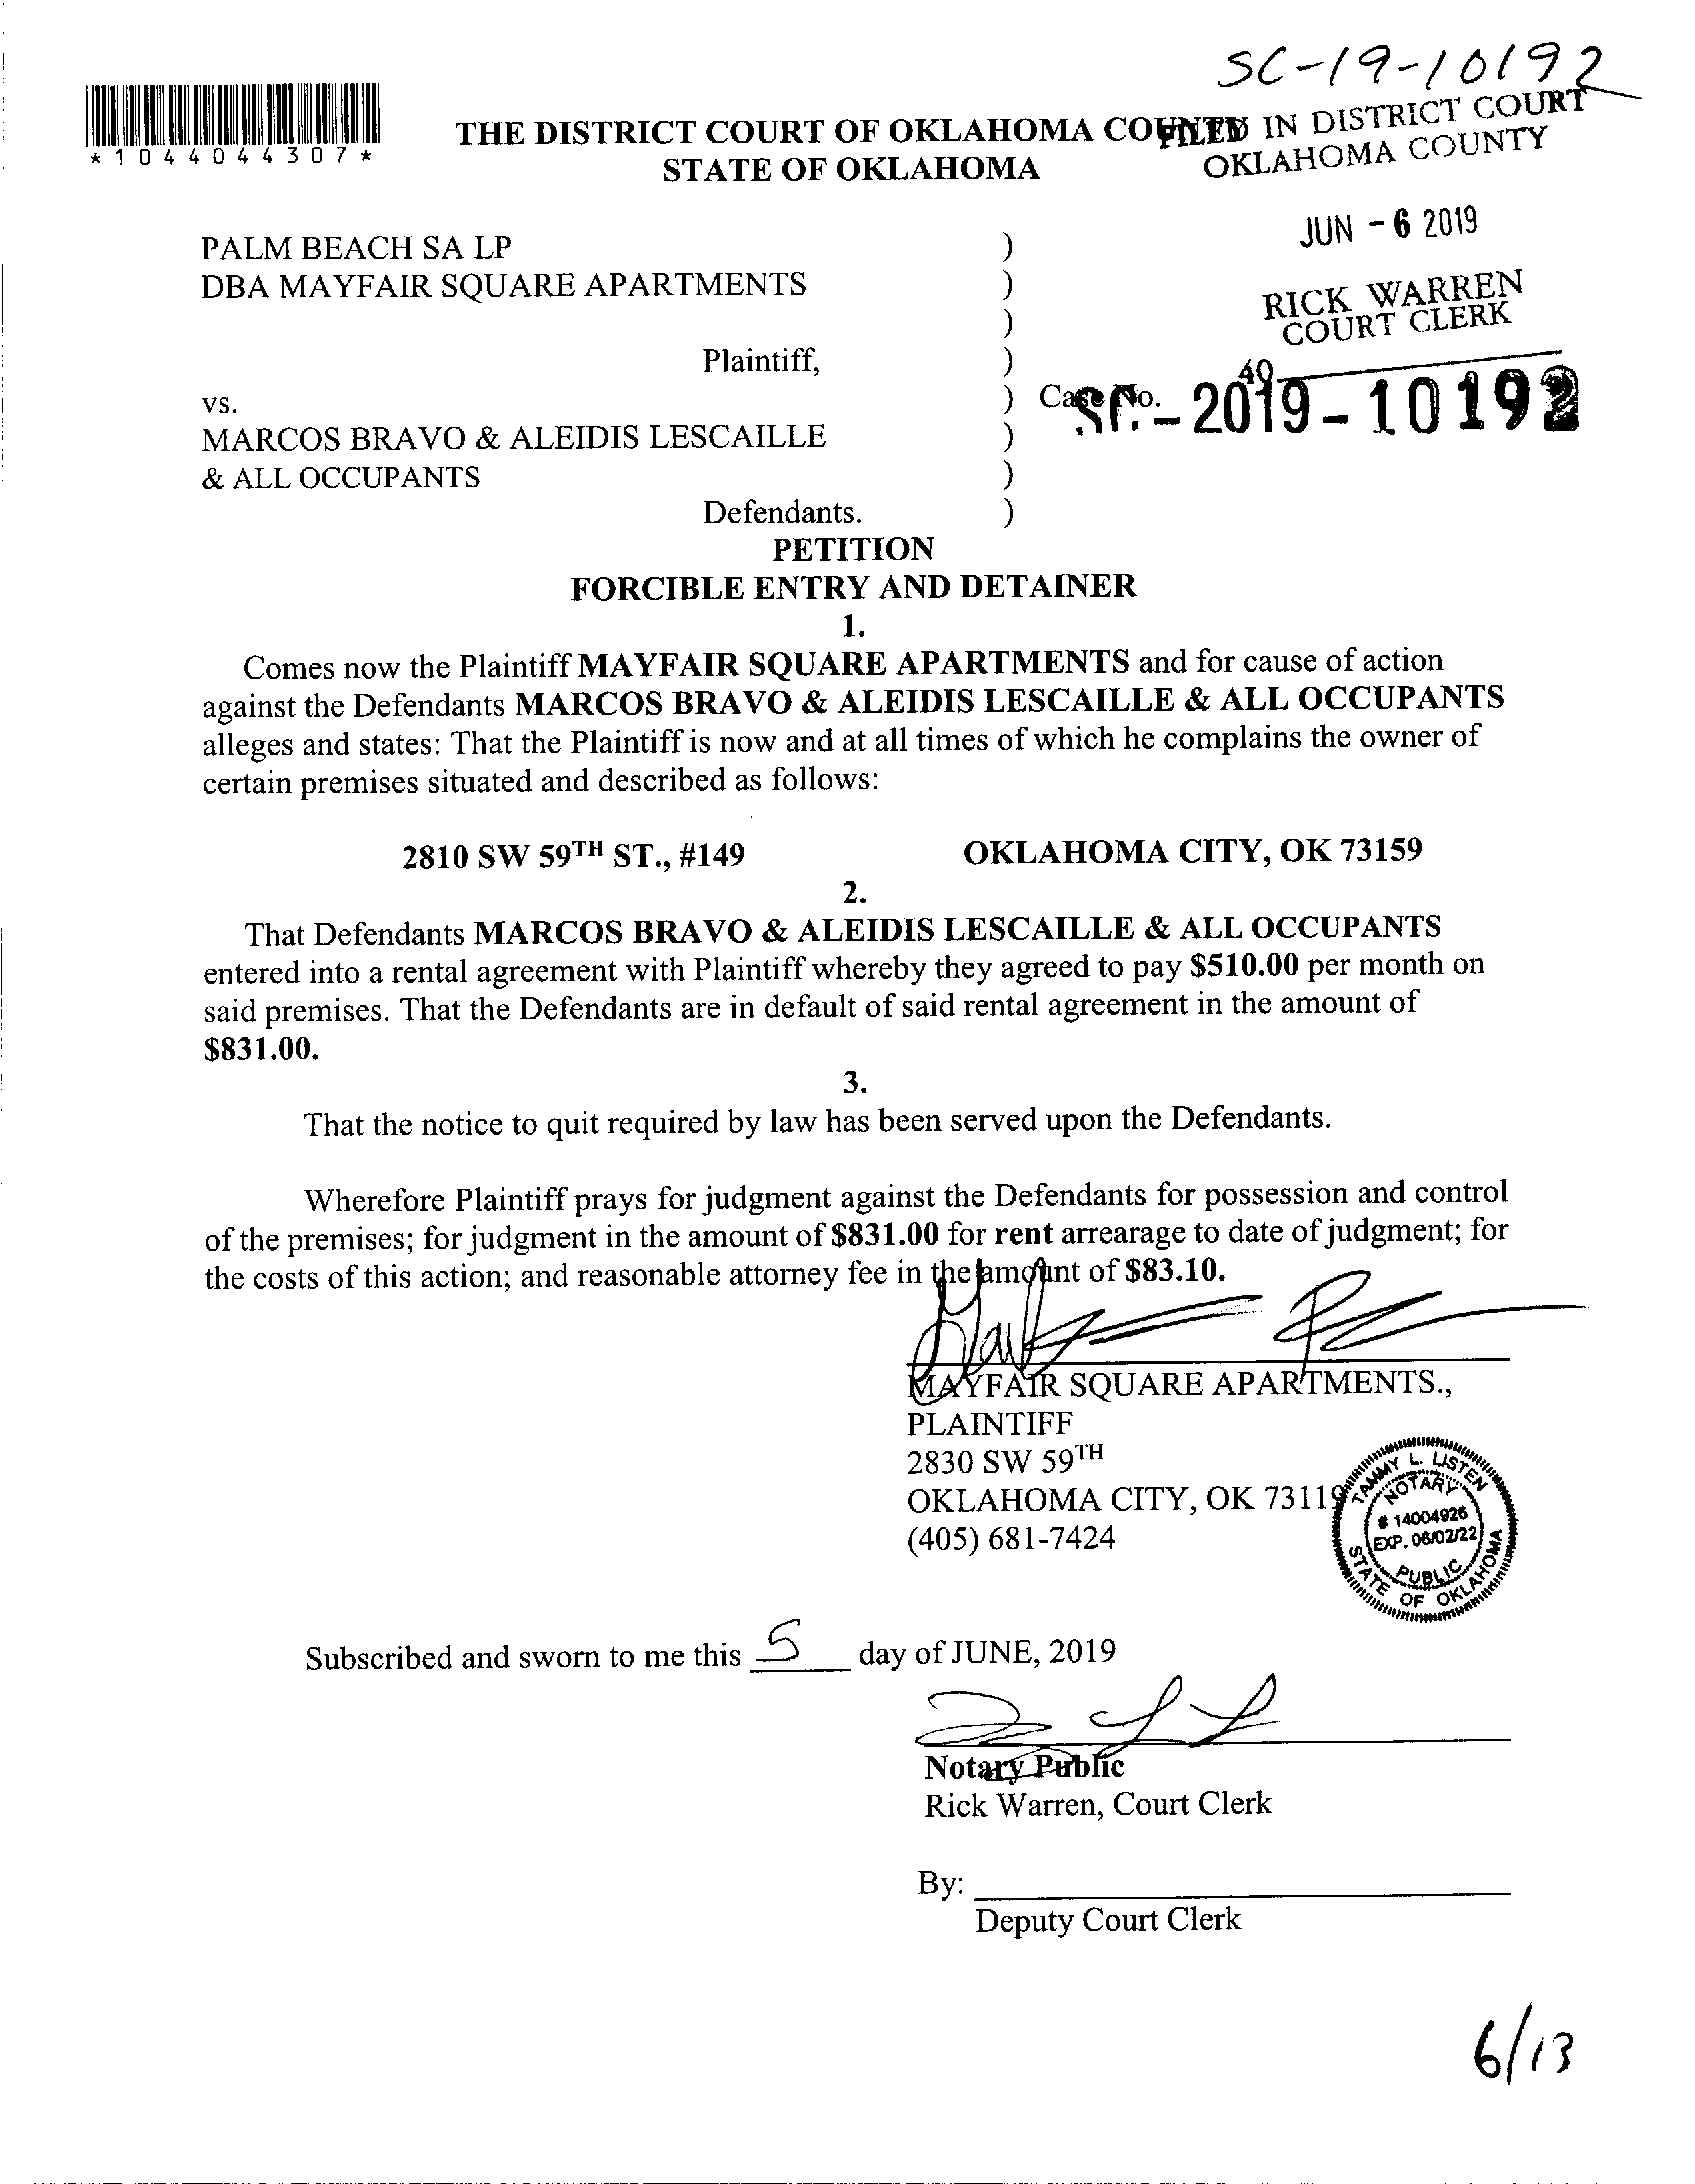 SC-19-10192
*1044044307*
THE DISTRICT COURT OF OKLAHOMA COUNTY
STATE OF OKLAHOMA
FILED IN DISTRICT COURT
OKLAHOMA COUNTY
JUN - 6 2019
RICK WARREN
COURT CLERK
49
PALM BEACH SA LP )
DBA MAYFAIR SQUARE APARTMENTS )
)
Plaintiff, )
vs. ) Case No. SC - 2019 - 10192
MARCOS BRAVO & ALEIDIS LESCAILLE )
& ALL OCCUPANTS )
Defendants. )
PETITION
FORCIBLE ENTRY AND DETAINER
1.
Comes now the Plaintiff MAYFAIR SQUARE APARTMENTS and for cause of action
against the Defendants MARCOS BRAVO & ALEIDIS LESCAILLE & ALL OCCUPANTS
alleges and states: That the Plaintiff is now and at all times of which he complains the owner of
certain premises situated and described as follows:
2810 SW 59TH ST., #149 OKLAHOMA CITY, OK 73159
2.
That Defendants MARCOS BRAVO & ALEIDIS LESCAILLE & ALL OCCUPANTS
entered into a rental agreement with Plaintiff whereby they agreed to pay $510.00 per month on
said premises. That the Defendants are in default of said rental agreement in the amount of
$831.00.
3.
That the notice to quit required by law has been served upon the Defendants.
Wherefore Plaintiff prays for judgment against the Defendants for possession and control
of the premises; for judgment in the amount of $831.00 for rent arrearage to date of judgment; for
the costs of this action; and reasonable attorney fee in the amount of $83.10.
MAYFAIR SQUARE APARTMENTS.,
PLAINTIFF
2830 SW 59TH
OKLAHOMA CITY, OK 73119
(405) 681-7424
TAMMY L. LISTEN
NOTARY
# 14004926
EXP. 06/02/22
PUBLIC
STATE OF OKLAHOMA
Subscribed and sworn to me this 5 day of JUNE, 2019
Notary Public
Rick Warren, Court Clerk
By:
Deputy Court Clerk
6/13